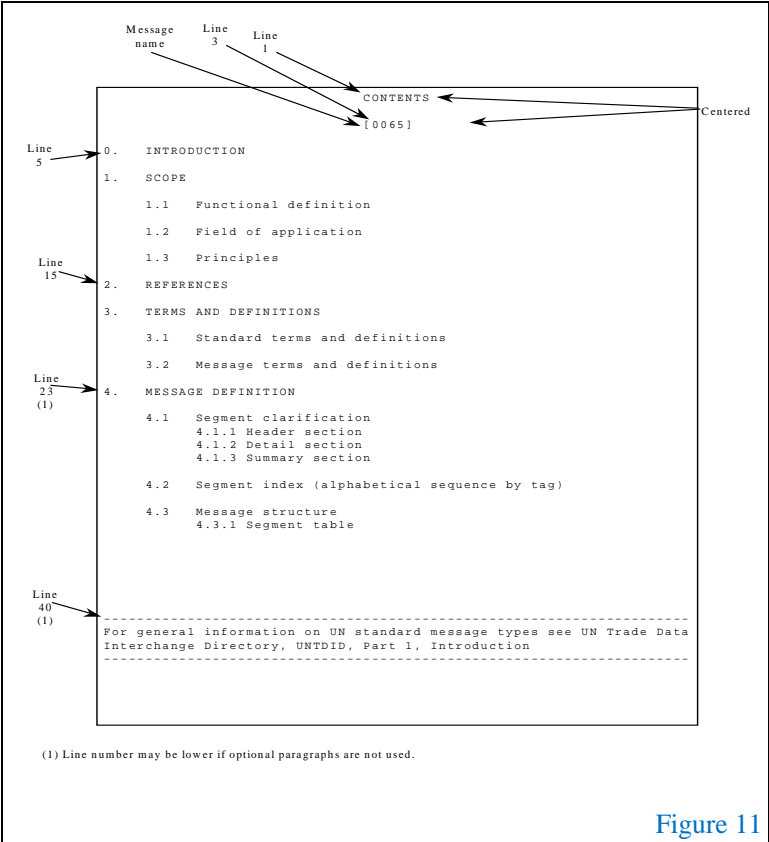 Message
name
Line
3
Line
1
CONTENTS
Centered
[0065]
Line
5
0. INTRODUCTION
1. SCOPE
1.1 Functional definition
1.2 Field of application
1.3 Principles
Line
15
2. REFERENCES
3. TERMS AND DEFINITIONS
3.1 Standard terms and definitions
3.2 Message terms and definitions
Line
23
(1)
4. MESSAGE DEFINITION
4.1 Segment clarification
4.1.1 Header section
4.1.2 Detail section
4.1.3 Summary section
4.2 Segment index (alphabetical sequence by tag)
4.3 Message structure
4.3.1 Segment table
Line
40
(1)
----------------------------------------------------------------------
For general information on UN standard message types see UN Trade Data
Interchange Directory, UNTDID, Part 1, Introduction
----------------------------------------------------------------------
(1) Line number may be lower if optional paragraphs are not used.
Figure 11